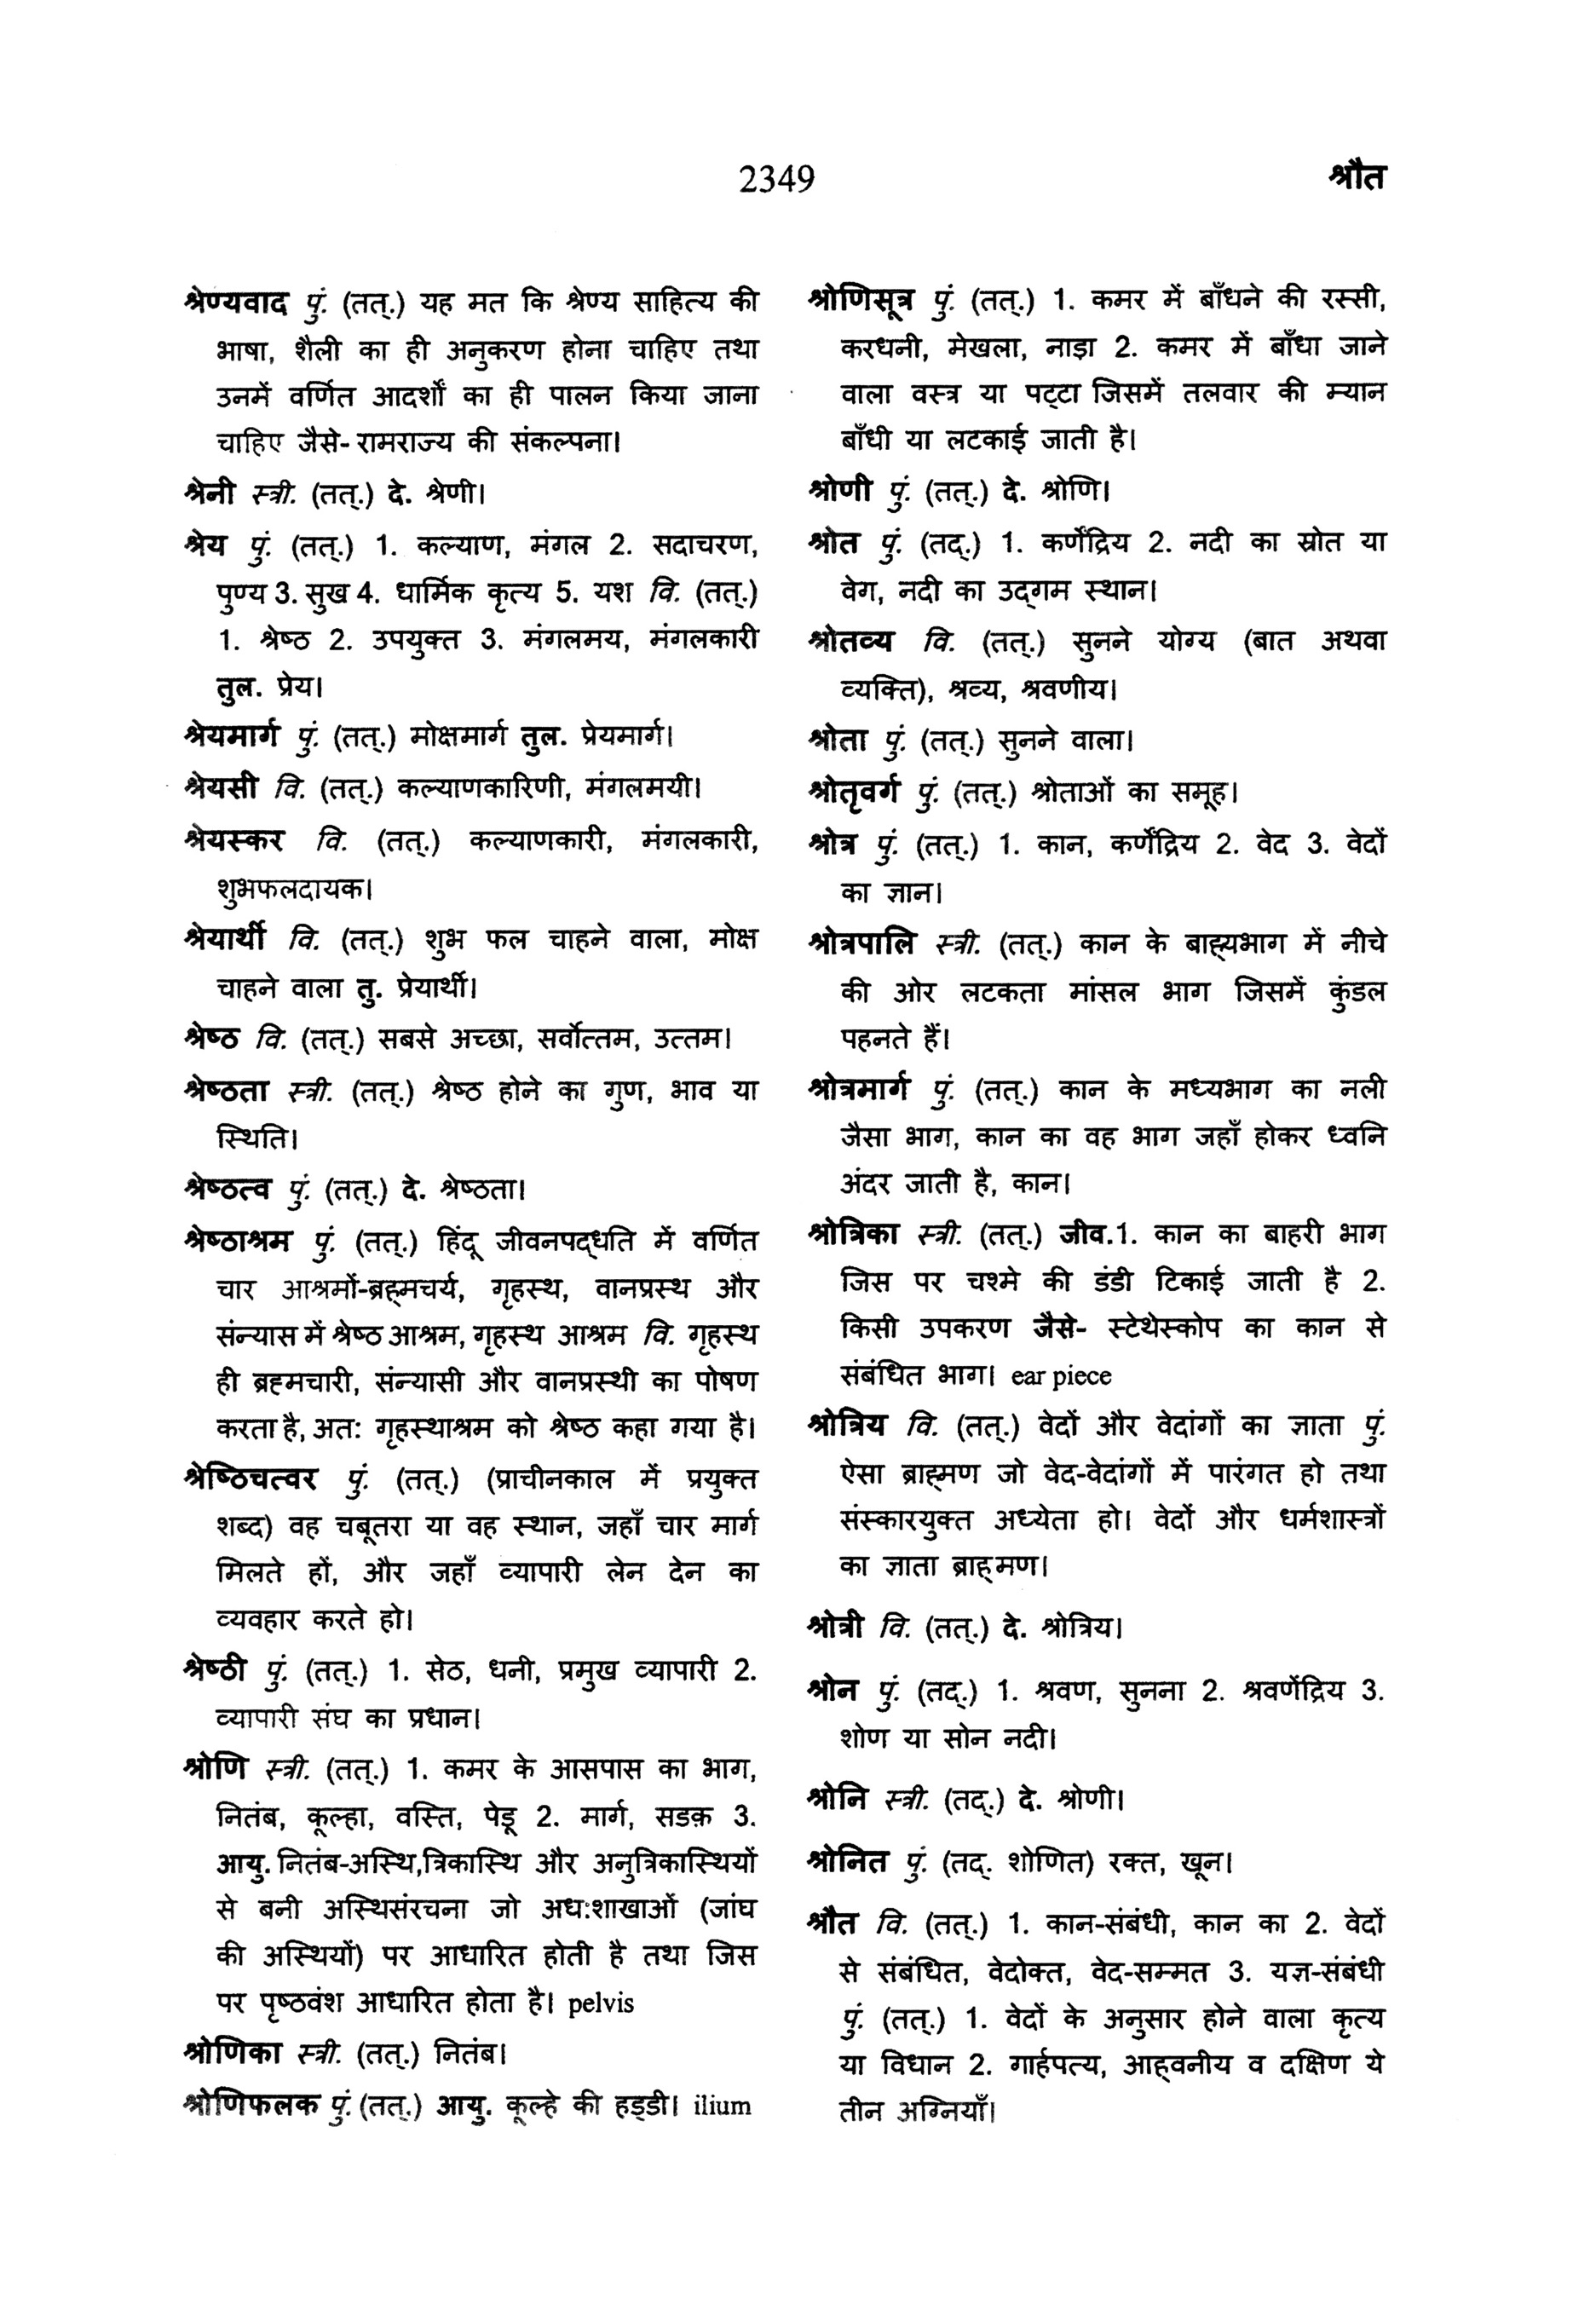 2349
श्रौत
श्रेण्यवाद पुं. (तत्.) यह मत कि श्रेण्य साहित्य की
भाषा, शैली का ही अनुकरण होना चाहिए तथा
उनमें वर्णित आदर्शों का ही पालन किया जाना
चाहिए जैसे- रामराज्य की संकल्पना।
श्रेनी स्त्री. (तत्.) दे. श्रेणी।
श्रेय पुं. (तत्.) 1. कल्याण, मंगल 2. सदाचरण,
पुण्य 3. सुख 4. धार्मिक कृत्य 5. यश वि. (तत्.)
1. श्रेष्ठ 2. उपयुक्त 3. मंगलमय, मंगलकारी
तुल. प्रेय।
श्रेयमार्ग पुं. (तत्.) मोक्षमार्ग तुल. प्रेयमार्ग।
श्रेयसी वि. (तत्.) कल्याणकारिणी, मंगलमयी।
श्रेयस्कर वि. (तत्.) कल्याणकारी, मंगलकारी,
शुभफलदायक।
श्रेयार्थी वि. (तत्.) शुभ फल चाहने वाला, मोक्ष
चाहने वाला तु. प्रेयार्थी।
श्रेष्ठ वि. (तत्.) सबसे अच्छा, सर्वोत्तम, उत्तम।
श्रेष्ठता स्त्री. (तत्.) श्रेष्ठ होने का गुण, भाव या
स्थिति।
श्रेष्ठत्व पुं. (तत्.) दे. श्रेष्ठता।
श्रेष्ठाश्रम पुं. (तत्.) हिंदू जीवनपद्धति में वर्णित
चार आश्रमों-ब्रह्मचर्य, गृहस्थ, वानप्रस्थ और
संन्यास में श्रेष्ठ आश्रम, गृहस्थ आश्रम वि. गृहस्थ
ही ब्रह्मचारी, संन्यासी और वानप्रस्थी का पोषण
करता है, अत: गृहस्थाश्रम को श्रेष्ठ कहा गया है।
श्रेष्ठिचत्वर पुं. (तत्.) (प्राचीनकाल में प्रयुक्त
शब्द) वह चबूतरा या वह स्थान, जहाँ चार मार्ग
मिलते हों, और जहाँ व्यापारी लेन देन का
व्यवहार करते हो।
श्रेष्ठी पुं. (तत्.) 1. सेठ, धनी, प्रमुख व्यापारी 2.
व्यापारी संघ का प्रधान।
श्रोणि स्त्री. (तत्.) 1. कमर के आसपास का भाग,
नितंब, कूल्हा, वस्ति, पेडू 2. मार्ग, सडक़ 3.
आयु. नितंब-अस्थि,त्रिकास्थि और अनुत्रिकास्थियों
से बनी अस्थिसंरचना जो अध:शाखाओं (जांघ
की अस्थियों) पर आधारित होती है तथा जिस
पर पृष्ठवंश आधारित होता है। pelvis
श्रोणिका स्त्री. (तत्.) नितंब।
श्रोणिफलक पुं. (तत्.) आयु. कूल्हे की हड्डी। ilium
श्रोणिसूत्र पुं. (तत्.) 1. कमर में बाँधने की रस्सी,
करधनी, मेखला, नाड़ा 2. कमर में बाँधा जाने
वाला वस्त्र या पट्टा जिसमें तलवार की म्यान
बाँधी या लटकाई जाती है।
श्रोणी पुं. (तत्.) दे. श्रोणि।
श्रोत पुं. (तद्.) 1. कर्णेंद्रिय 2. नदी का स्रोत या
वेग, नदी का उद्गम स्थान।
श्रोतव्य वि. (तत्.) सुनने योग्य (बात अथवा
व्यक्ति), श्रव्य, श्रवणीय।
श्रोता पुं. (तत्.) सुनने वाला।
श्रोतृवर्ग पुं. (तत्.) श्रोताओं का समूह।
श्रोत्र पुं. (तत्.) 1. कान, कर्णेंद्रिय 2. वेद 3. वेदों
का ज्ञान।
श्रोत्रपालि स्त्री. (तत्.) कान के बाह्यभाग में नीचे
की ओर लटकता मांसल भाग जिसमें कुंडल
पहनते हैं।
श्रोत्रमार्ग पुं. (तत्.) कान के मध्यभाग का नली
जैसा भाग, कान का वह भाग जहाँ होकर ध्वनि
अंदर जाती है, कान।
श्रोत्रिका स्त्री. (तत्.) जीव.1. कान का बाहरी भाग
जिस पर चश्मे की डंडी टिकाई जाती है 2.
किसी उपकरण जैसे- स्टेथेस्कोप का कान से
संबंधित भाग। ear piece
श्रोत्रिय वि. (तत्.) वेदों और वेदांगों का ज्ञाता पुं.
ऐसा ब्राह्मण जो वेद-वेदांगों में पारंगत हो तथा
संस्कारयुक्त अध्येता हो। वेदों और धर्मशास्त्रों
का ज्ञाता ब्राह्मण।
श्रोत्री वि. (तत्.) दे. श्रोत्रिय।
श्रोन पुं. (तद्.) 1. श्रवण, सुनना 2. श्रवणेंद्रिय 3.
शोण या सोन नदी।
श्रोनि स्त्री. (तद्.) दे. श्रोणी।
श्रोनित पुं. (तद्. शोणित) रक्त, खून।
श्रौत वि. (तत्.) 1. कान-संबंधी, कान का 2. वेदों
से संबंधित, वेदोक्त, वेद-सम्मत 3. यज्ञ-संबंधी
पुं. (तत्.) 1. वेदों के अनुसार होने वाला कृत्य
या विधान 2. गार्हपत्य, आह्वनीय व दक्षिण ये
तीन अग्नियाँ।